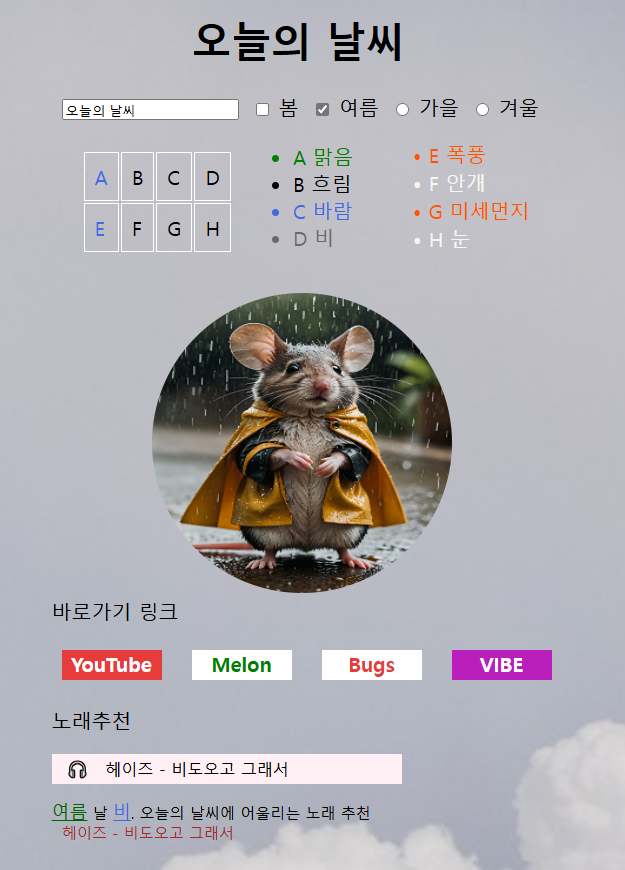 오늘의 날씨
오늘의 날씨 봄 여름 가을 겨울
A B C D
E F G H
A 맑음
B 흐림
C 바람
D 비
E 폭풍
F 안개
G 미세먼지
H 눈
바로가기 링크
YouTube Melon Bugs VIBE
노래추천
헤이즈 - 비도오고 그래서
여름 날 비. 오늘의 날씨에 어울리는 노래 추천
헤이즈 - 비도오고 그래서